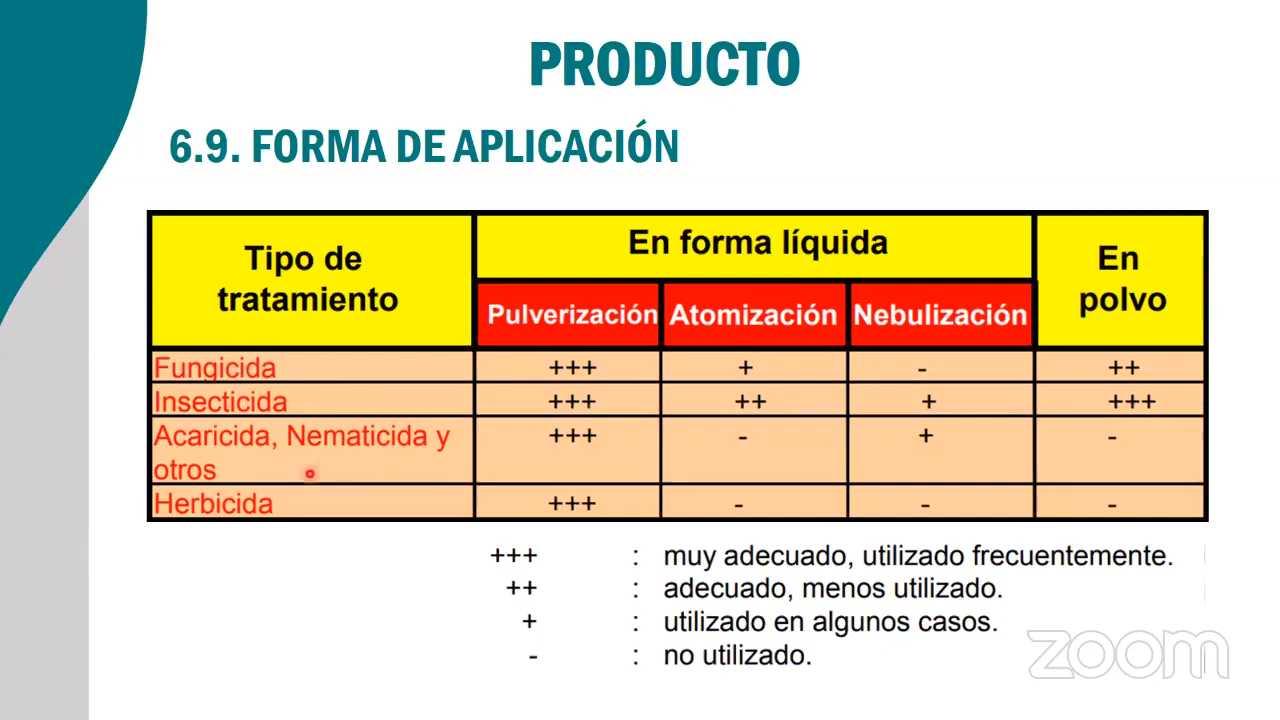 PRODUCTO
6.9. FORMA DE APLICACIÓN
Tipo de tratamiento En forma líquida En polvo
Pulverización Atomización Nebulización
Fungicida +++ + - ++
Insecticida +++ ++ + +++
Acaricida, Nematicida y otros +++ - + -
Herbicida +++ - - -
+++ : muy adecuado, utilizado frecuentemente.
++ : adecuado, menos utilizado.
+ : utilizado en algunos casos.
- : no utilizado.
zoom